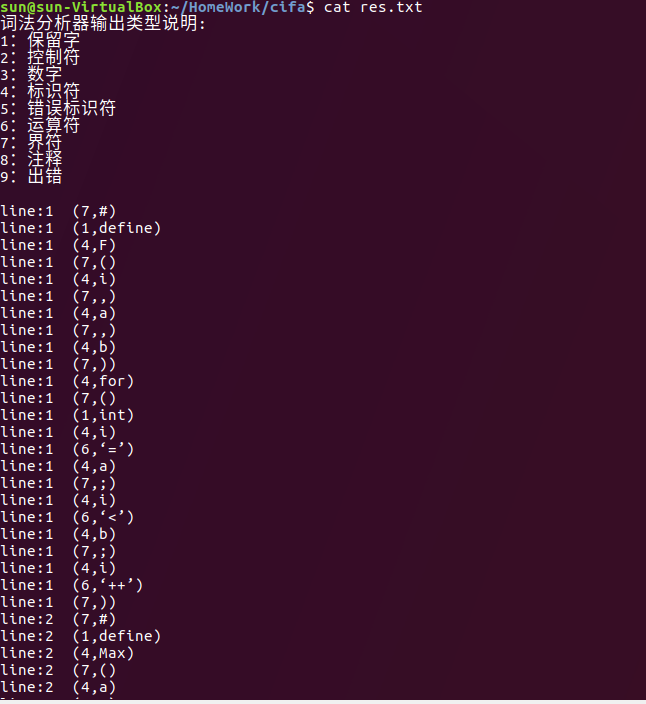 sun@sun-VirtualBox:~/HomeWork/cifa$ cat res.txt
词法分析器输出类型说明:
1: 保留字
2: 控制符
3: 数字
4: 标识符
5: 错误标识符
6: 运算符
7: 界符
8: 注释
9: 出错
line:1  (7,#)
line:1  (1,define)
line:1  (4,F)
line:1  (7,()
line:1  (4,i)
line:1  (7,,)
line:1  (4,a)
line:1  (7,,)
line:1  (4,b)
line:1  (7,))
line:1  (4,for)
line:1  (7,()
line:1  (1,int)
line:1  (4,i)
line:1  (6,‘=’)
line:1  (4,a)
line:1  (7,;)
line:1  (4,i)
line:1  (6,‘<’)
line:1  (4,b)
line:1  (7,;)
line:1  (4,i)
line:1  (6,‘++’)
line:1  (7,))
line:2  (7,#)
line:2  (1,define)
line:2  (4,Max)
line:2  (7,()
line:2  (4,a)